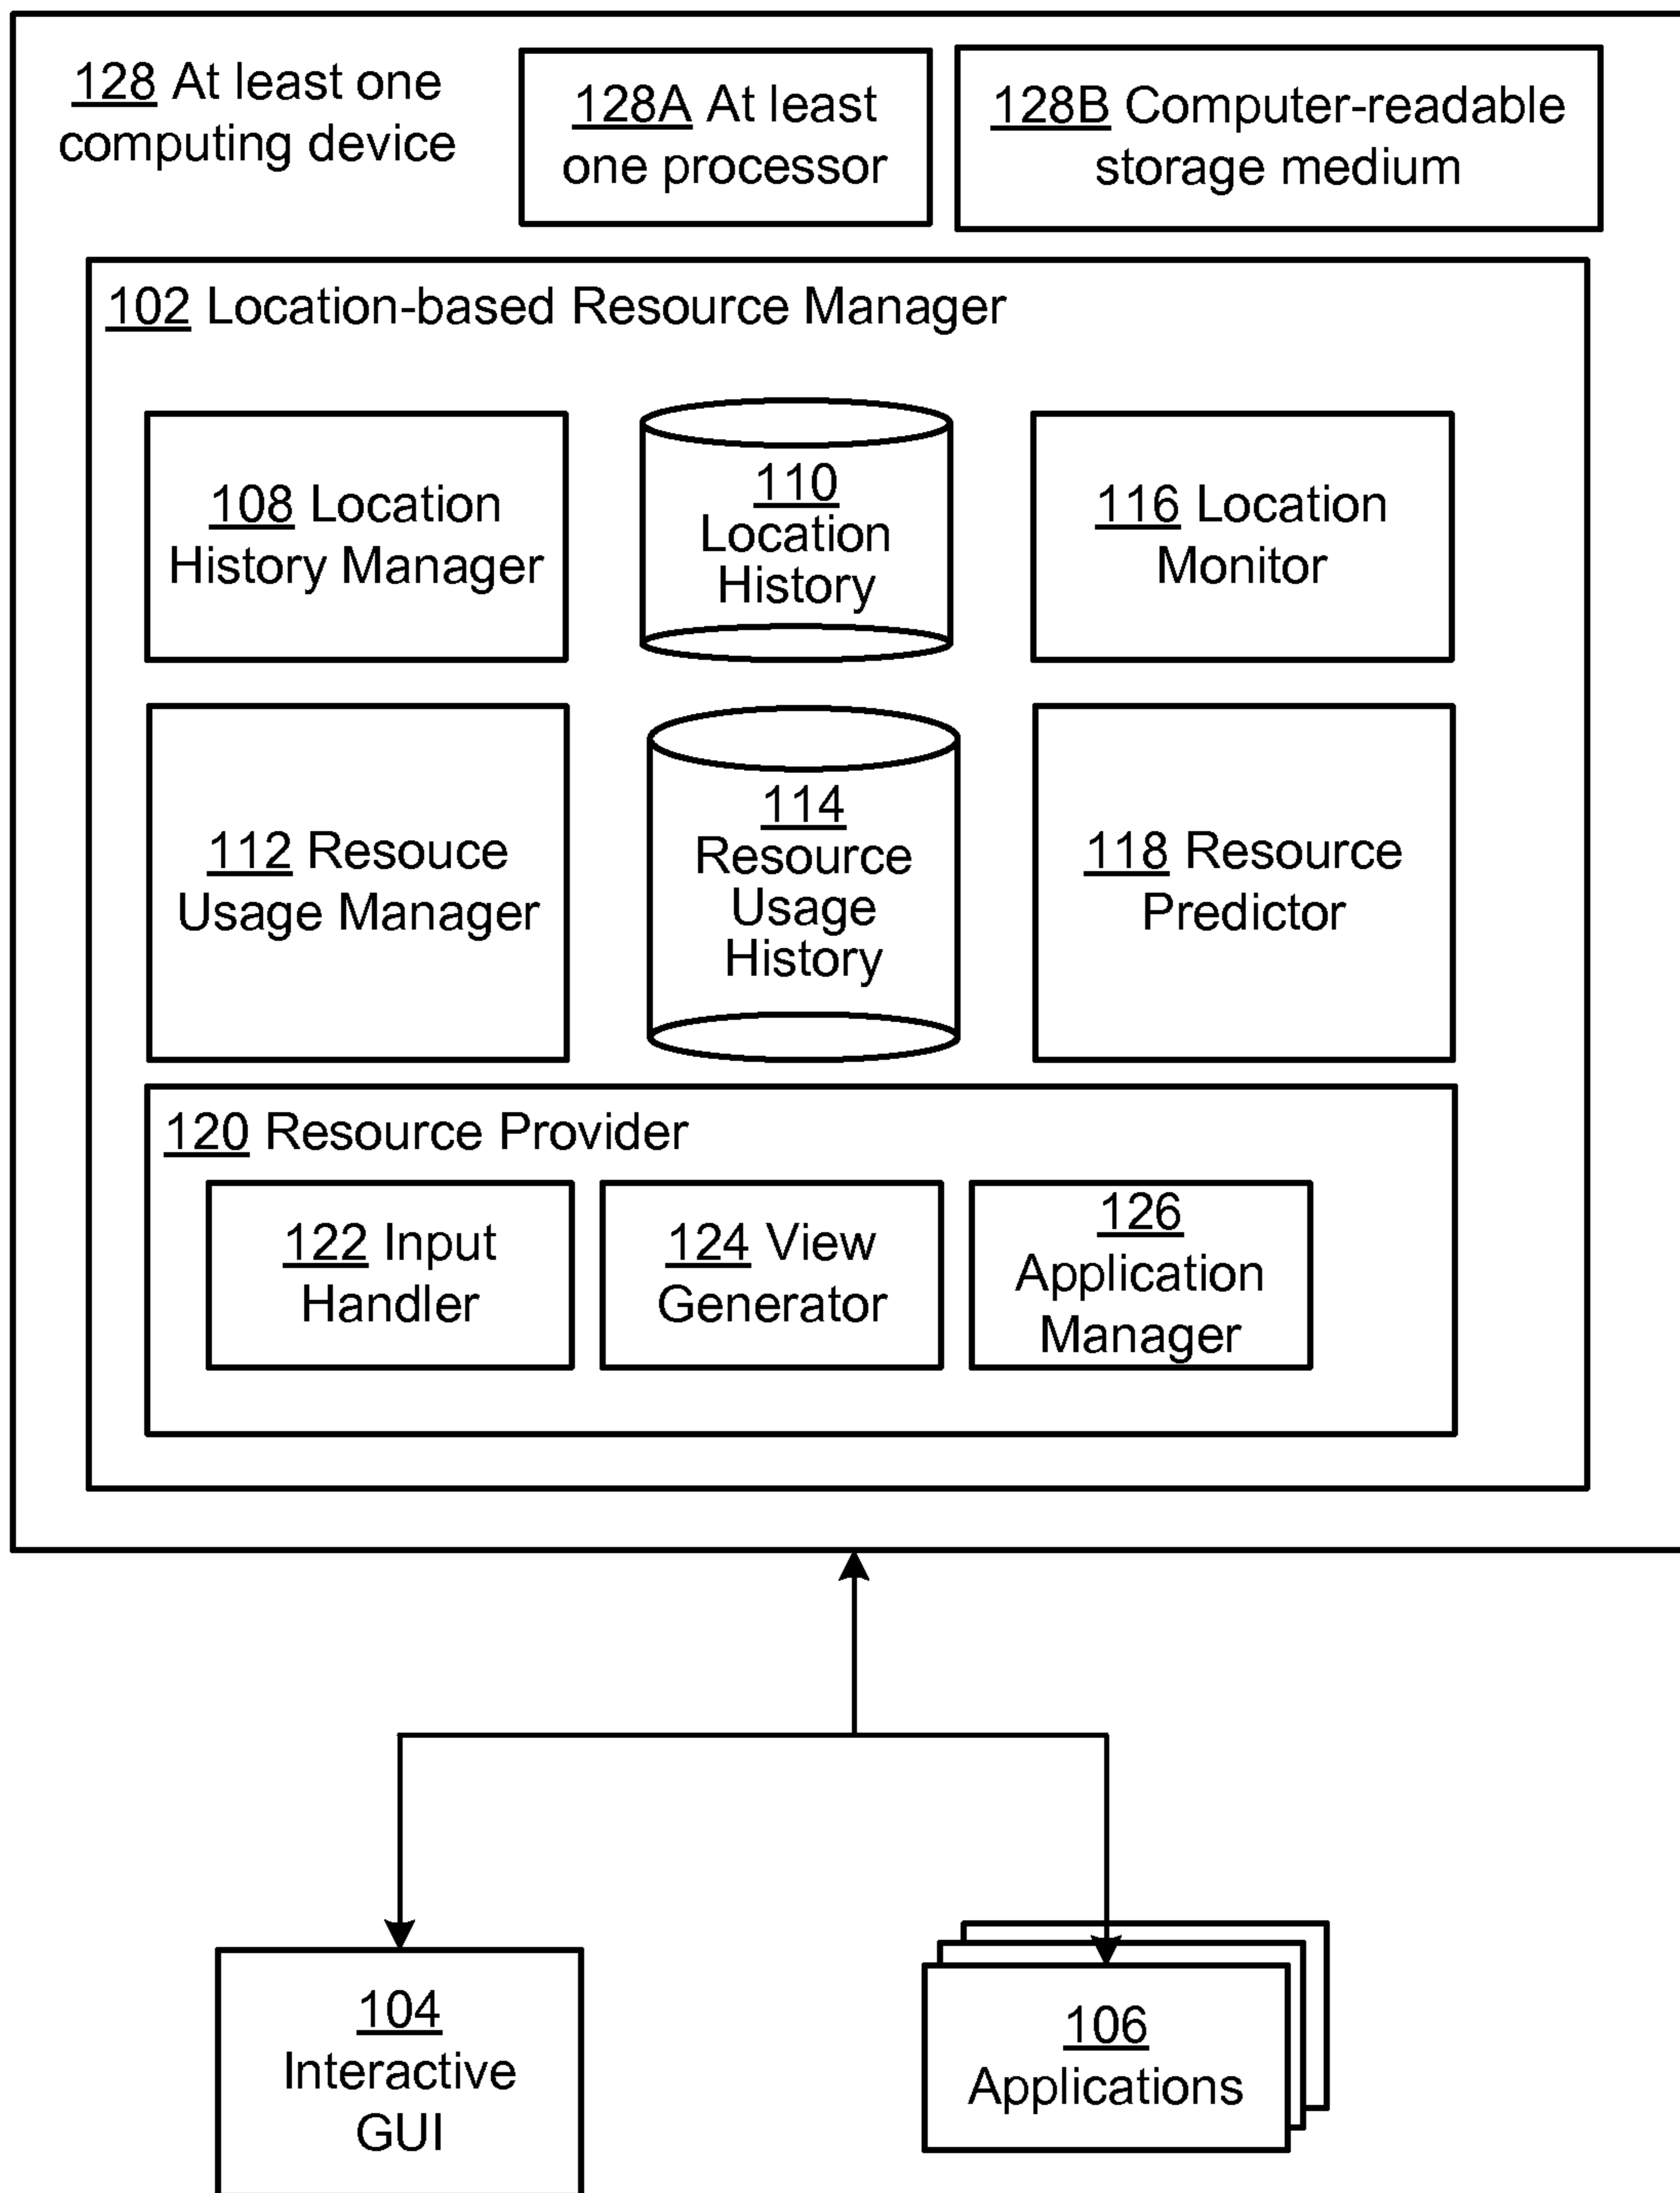 128 At least one
computing device
128A At least
one processor
128B Computer-readable
storage medium
102 Location-based Resource Manager
108 Location
History Manager
110
Location
History
116 Location
Monitor
112 Resouce
Usage Manager
114
Resource
Usage
History
118 Resource
Predictor
120 Resource Provider
122 Input
Handler
124 View
Generator
126
Application
Manager
104
Interactive
GUI
106
Applications